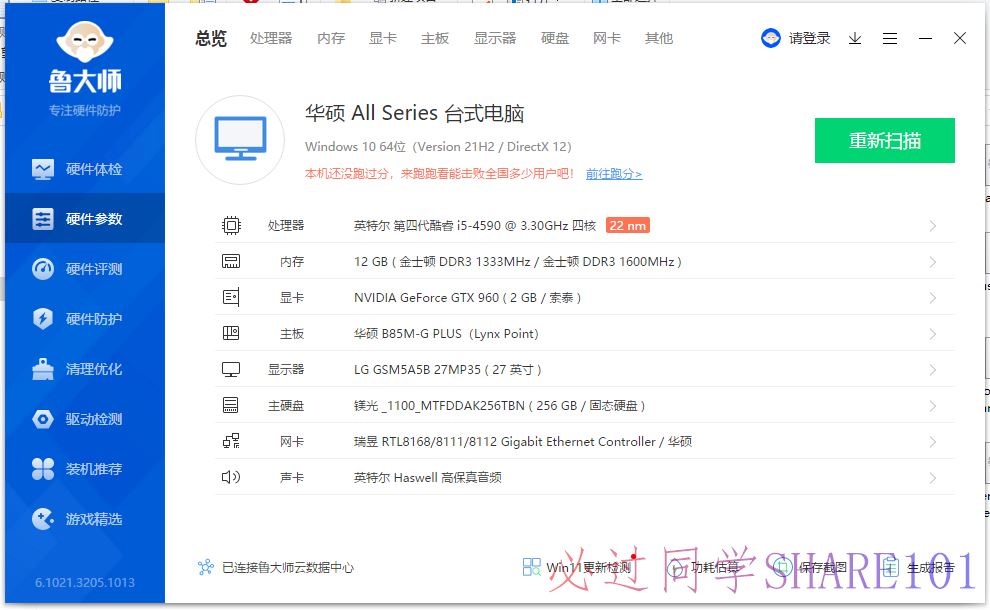 鲁大师
专注硬件防护
硬件体检
硬件参数
硬件评测
硬件防护
清理优化
驱动检测
装机推荐
游戏精选
6.1021.3205.1013
总览 处理器 内存 显卡 主板 显示器 硬盘 网卡 其他 请登录
华硕 All Series 台式电脑
Windows 10 64位（Version 21H2 / DirectX 12）
本机还没跑过分，来跑跑看能击败全国多少用户吧！ 前往跑分>
重新扫描
处理器 英特尔 第四代酷睿 i5-4590 @ 3.30GHz 四核 22 nm
内存 12 GB ( 金士顿 DDR3 1333MHz / 金士顿 DDR3 1600MHz )
显卡 NVIDIA GeForce GTX 960 ( 2 GB / 索泰 )
主板 华硕 B85M-G PLUS（Lynx Point）
显示器 LG GSM5A5B 27MP35 ( 27 英寸 )
主硬盘 镁光 _1100_MTFDDAK256TBN ( 256 GB / 固态硬盘 )
网卡 瑞昱 RTL8168/8111/8112 Gigabit Ethernet Controller / 华硕
声卡 英特尔 Haswell 高保真音频
已连接鲁大师云数据中心 Win11更新检测 功耗估算 保存截图 生成报告
必过同学SHARE101